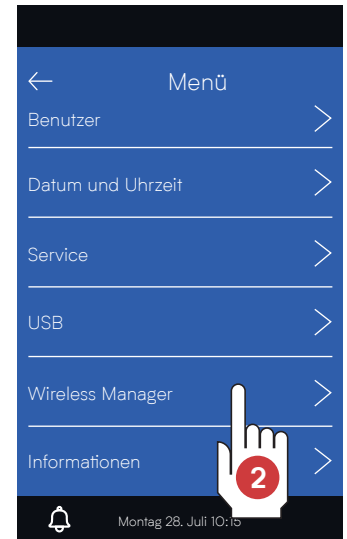 Menü
Benutzer
Datum und Uhrzeit
Service
USB
Wireless Manager
Informationen
2
Montag 28. Juli 10:15